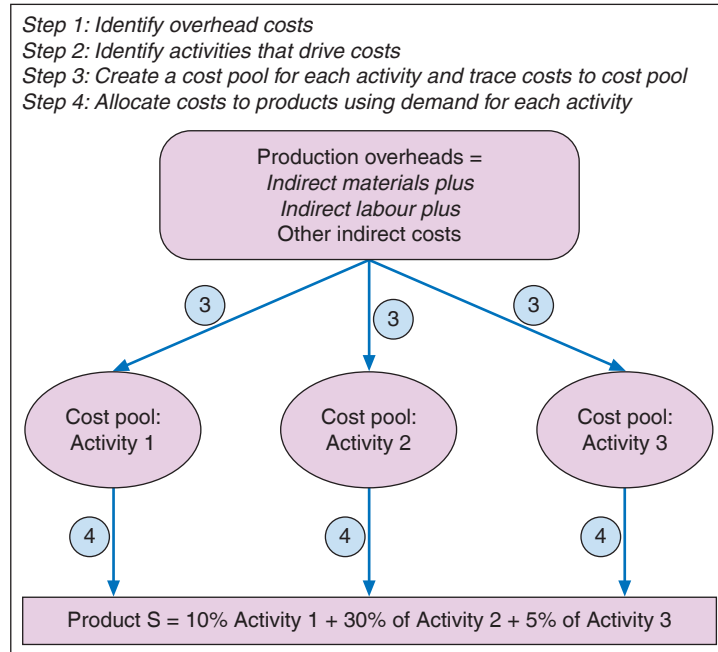 Step 1: Identify overhead costs
Step 2: Identify activities that drive costs
Step 3: Create a cost pool for each activity and trace costs to cost pool
Step 4: Allocate costs to products using demand for each activity
Production overheads =
Indirect materials plus
Indirect labour plus
Other indirect costs
3
3
3
Cost pool:
Activity 1
Cost pool:
Activity 2
Cost pool:
Activity 3
4
4
4
Product S = 10% Activity 1 + 30% of Activity 2 + 5% of Activity 3